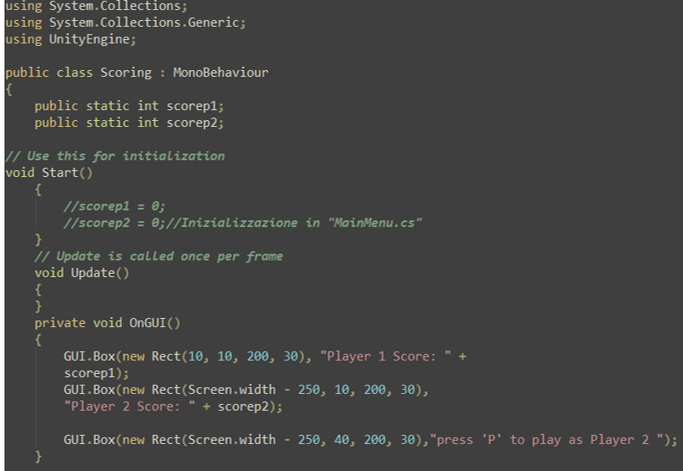 using System.Collections;
using System.Collections.Generic;
using UnityEngine;
public class Scoring : MonoBehaviour
{
public static int scorep1;
public static int scorep2;
// Use this for initialization
void Start()
{
//scorep1 = 0;
//scorep2 = 0;//Inizializzazione in "MainMenu.cs"
}
// Update is called once per frame
void Update()
{
}
private void OnGUI()
{
GUI.Box(new Rect(10, 10, 200, 30), "Player 1 Score: " +
scorep1);
GUI.Box(new Rect(Screen.width - 250, 10, 200, 30),
"Player 2 Score: " + scorep2);
GUI.Box(new Rect(Screen.width - 250, 40, 200, 30),"press 'P' to play as Player 2 ");
}